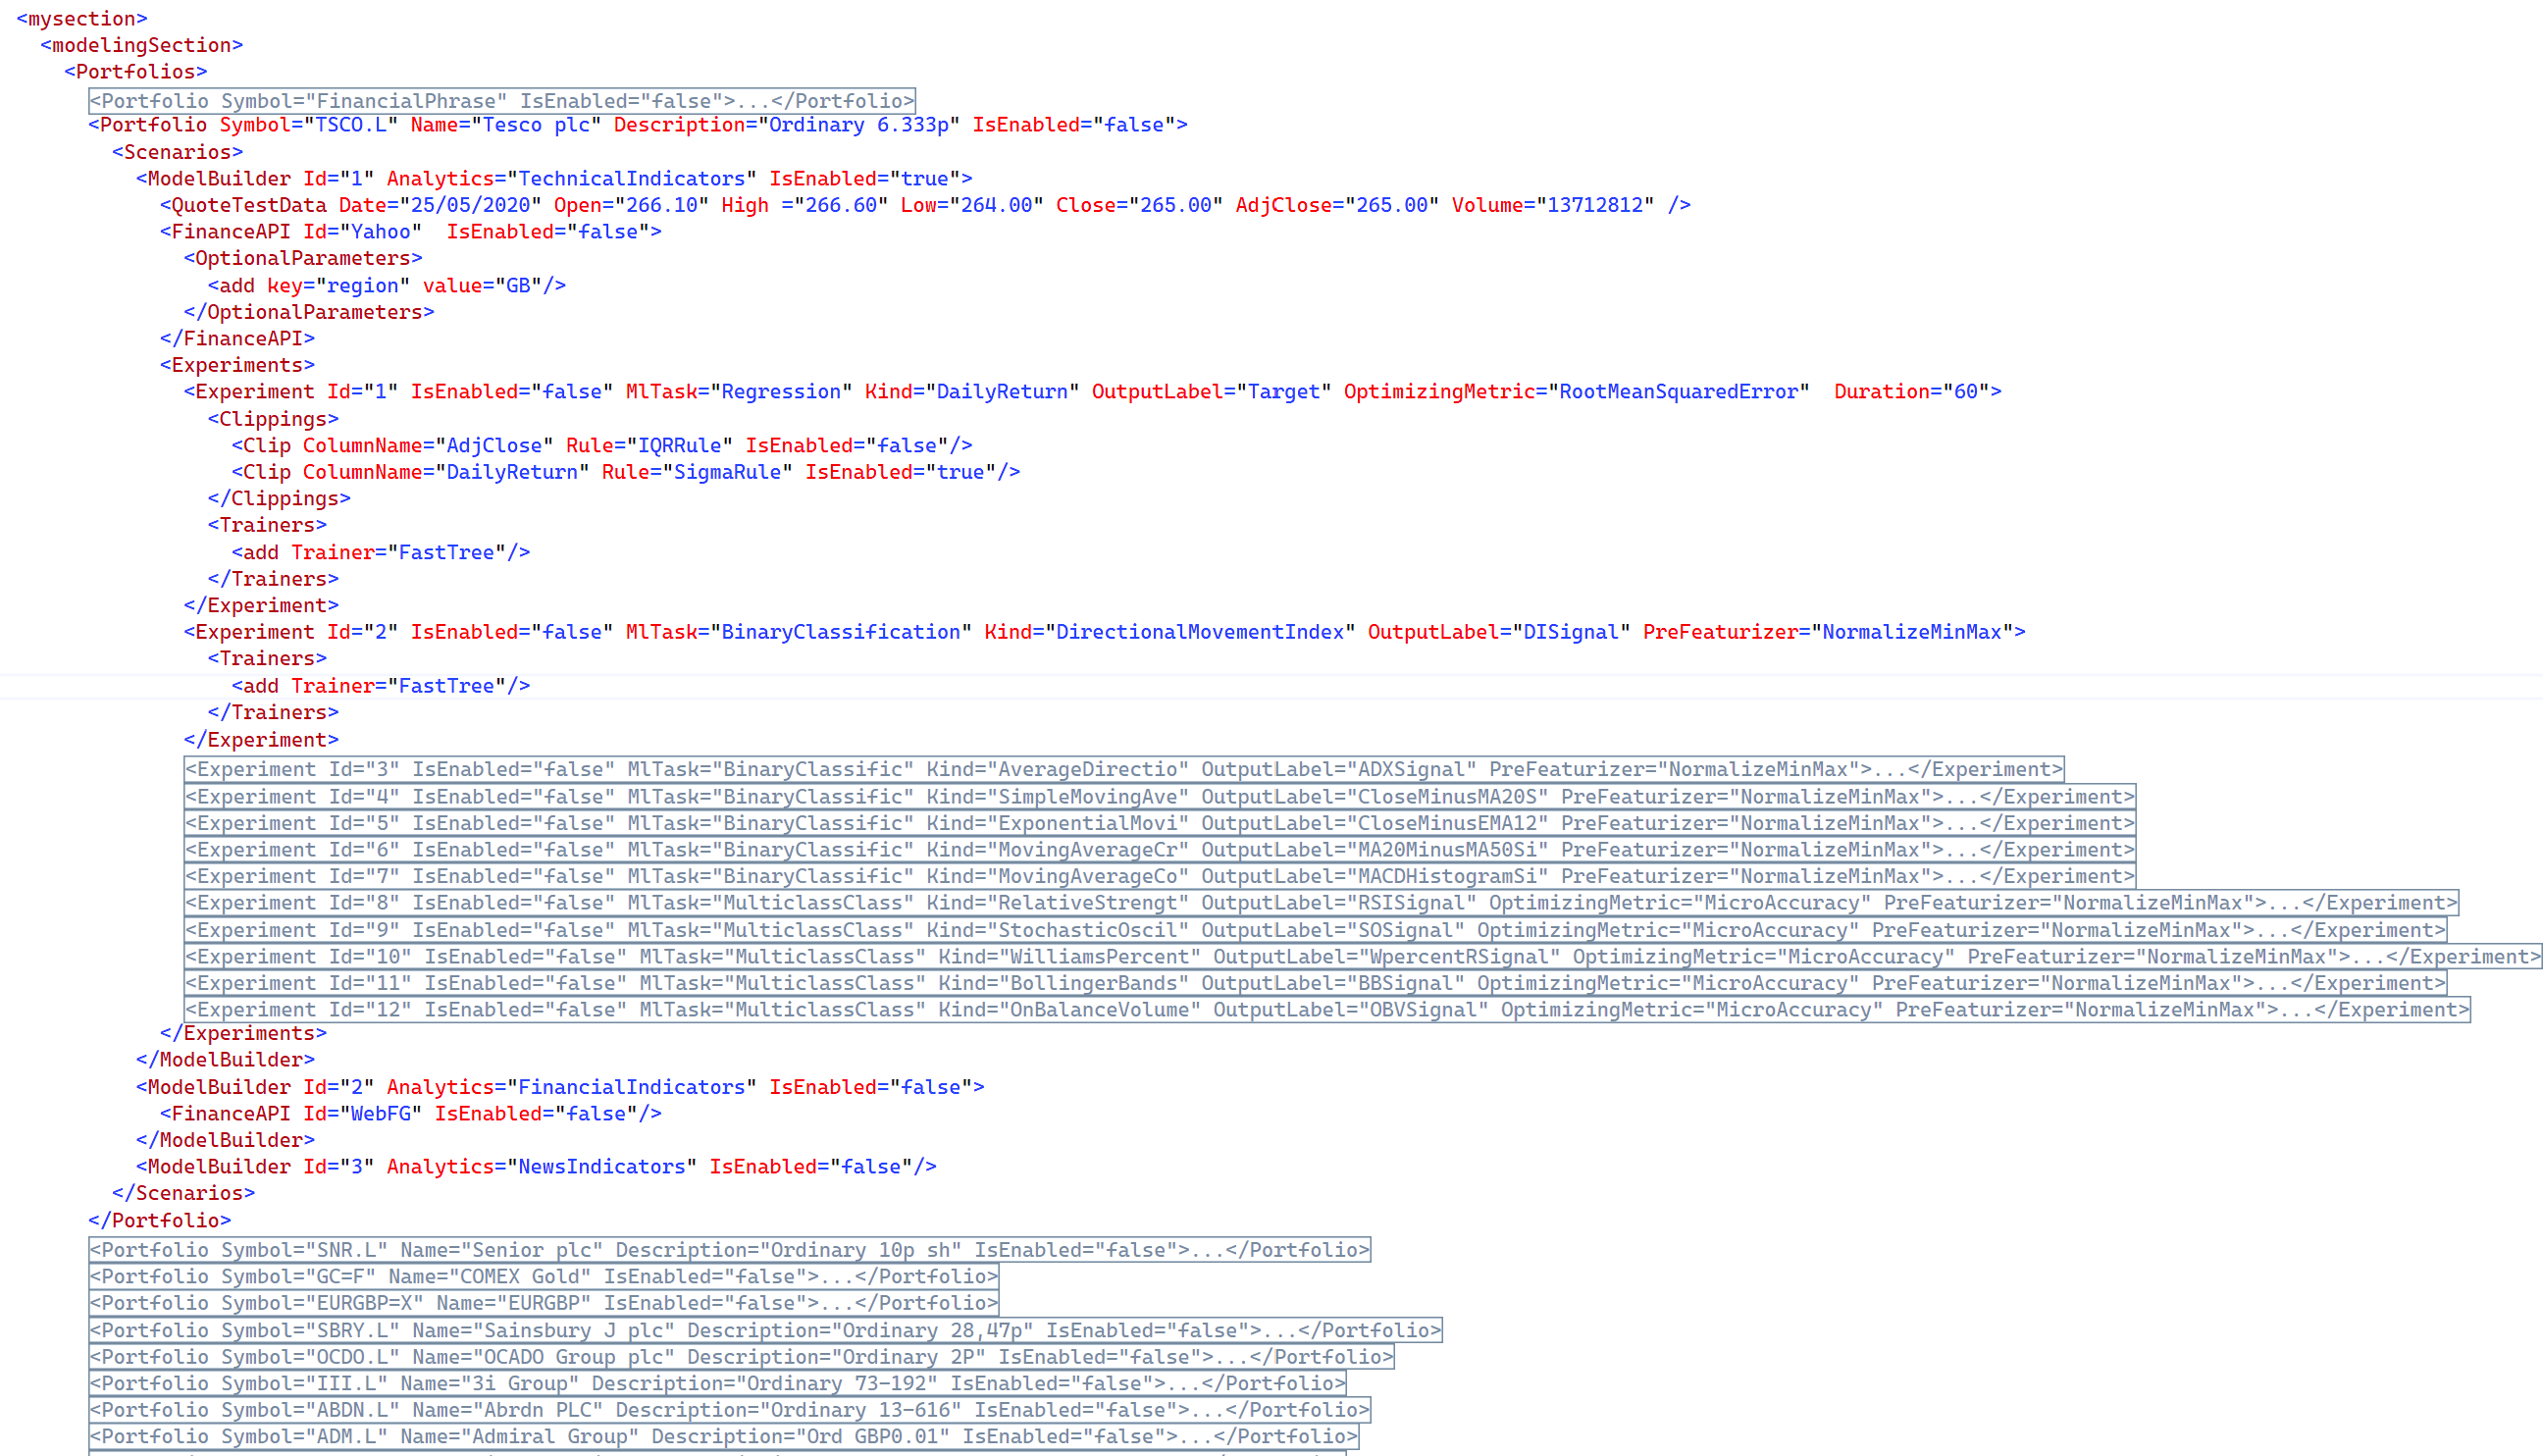 <mysection>
<modelingSection>
<Portfolios>
<Portfolio Symbol="FinancialPhrase" IsEnabled="false">...</Portfolio>
<Portfolio Symbol="TSCO.L" Name="Tesco plc" Description="Ordinary 6.333p" IsEnabled="false">
<Scenarios>
<ModelBuilder Id="1" Analytics="TechnicalIndicators" IsEnabled="true">
<QuoteTestData Date="25/05/2020" Open="266.10" High ="266.60" Low="264.00" Close="265.00" AdjClose="265.00" Volume="13712812" />
<FinanceAPI Id="Yahoo"  IsEnabled="false">
<OptionalParameters>
<add key="region" value="GB"/>
</OptionalParameters>
</FinanceAPI>
<Experiments>
<Experiment Id="1" IsEnabled="false" MlTask="Regression" Kind="DailyReturn" OutputLabel="Target" OptimizingMetric="RootMeanSquaredError"  Duration="60">
<Clippings>
<Clip ColumnName="AdjClose" Rule="IQRRule" IsEnabled="false"/>
<Clip ColumnName="DailyReturn" Rule="SigmaRule" IsEnabled="true"/>
</Clippings>
<Trainers>
<add Trainer="FastTree"/>
</Trainers>
</Experiment>
<Experiment Id="2" IsEnabled="false" MlTask="BinaryClassification" Kind="DirectionalMovementIndex" OutputLabel="DISignal" PreFeaturizer="NormalizeMinMax">
<Trainers>
<add Trainer="FastTree"/>
</Trainers>
</Experiment>
<Experiment Id="3" IsEnabled="false" MlTask="BinaryClassific" Kind="AverageDirectio" OutputLabel="ADXSignal" PreFeaturizer="NormalizeMinMax">...</Experiment>
<Experiment Id="4" IsEnabled="false" MlTask="BinaryClassific" Kind="SimpleMovingAve" OutputLabel="CloseMinusMA20S" PreFeaturizer="NormalizeMinMax">...</Experiment>
<Experiment Id="5" IsEnabled="false" MlTask="BinaryClassific" Kind="ExponentialMovi" OutputLabel="CloseMinusEMA12" PreFeaturizer="NormalizeMinMax">...</Experiment>
<Experiment Id="6" IsEnabled="false" MlTask="BinaryClassific" Kind="MovingAverageCr" OutputLabel="MA20MinusMA50Si" PreFeaturizer="NormalizeMinMax">...</Experiment>
<Experiment Id="7" IsEnabled="false" MlTask="BinaryClassific" Kind="MovingAverageCo" OutputLabel="MACDHistogramSi" PreFeaturizer="NormalizeMinMax">...</Experiment>
<Experiment Id="8" IsEnabled="false" MlTask="MulticlassClass" Kind="RelativeStrengt" OutputLabel="RSISignal" OptimizingMetric="MicroAccuracy" PreFeaturizer="NormalizeMinMax">...</Experiment>
<Experiment Id="9" IsEnabled="false" MlTask="MulticlassClass" Kind="StochasticOscil" OutputLabel="SOSignal" OptimizingMetric="MicroAccuracy" PreFeaturizer="NormalizeMinMax">...</Experiment>
<Experiment Id="10" IsEnabled="false" MlTask="MulticlassClass" Kind="WilliamsPercent" OutputLabel="WpercentRSignal" OptimizingMetric="MicroAccuracy" PreFeaturizer="NormalizeMinMax">...</Experiment>
<Experiment Id="11" IsEnabled="false" MlTask="MulticlassClass" Kind="BollingerBands" OutputLabel="BBSignal" OptimizingMetric="MicroAccuracy" PreFeaturizer="NormalizeMinMax">...</Experiment>
<Experiment Id="12" IsEnabled="false" MlTask="MulticlassClass" Kind="OnBalanceVolume" OutputLabel="OBVSignal" OptimizingMetric="MicroAccuracy" PreFeaturizer="NormalizeMinMax">...</Experiment>
</Experiments>
</ModelBuilder>
<ModelBuilder Id="2" Analytics="FinancialIndicators" IsEnabled="false">
<FinanceAPI Id="WebFG" IsEnabled="false"/>
</ModelBuilder>
<ModelBuilder Id="3" Analytics="NewsIndicators" IsEnabled="false"/>
</Scenarios>
</Portfolio>
<Portfolio Symbol="SNR.L" Name="Senior plc" Description="Ordinary 10p sh" IsEnabled="false">...</Portfolio>
<Portfolio Symbol="GC=F" Name="COMEX Gold" IsEnabled="false">...</Portfolio>
<Portfolio Symbol="EURGBP=X" Name="EURGBP" IsEnabled="false">...</Portfolio>
<Portfolio Symbol="SBRY.L" Name="Sainsbury J plc" Description="Ordinary 28,47p" IsEnabled="false">...</Portfolio>
<Portfolio Symbol="OCDO.L" Name="OCADO Group plc" Description="Ordinary 2P" IsEnabled="false">...</Portfolio>
<Portfolio Symbol="III.L" Name="3i Group" Description="Ordinary 73-192" IsEnabled="false">...</Portfolio>
<Portfolio Symbol="ABDN.L" Name="Abrdn PLC" Description="Ordinary 13-616" IsEnabled="false">...</Portfolio>
<Portfolio Symbol="ADM.L" Name="Admiral Group" Description="Ord GBP0.01" IsEnabled="false">...</Portfolio>